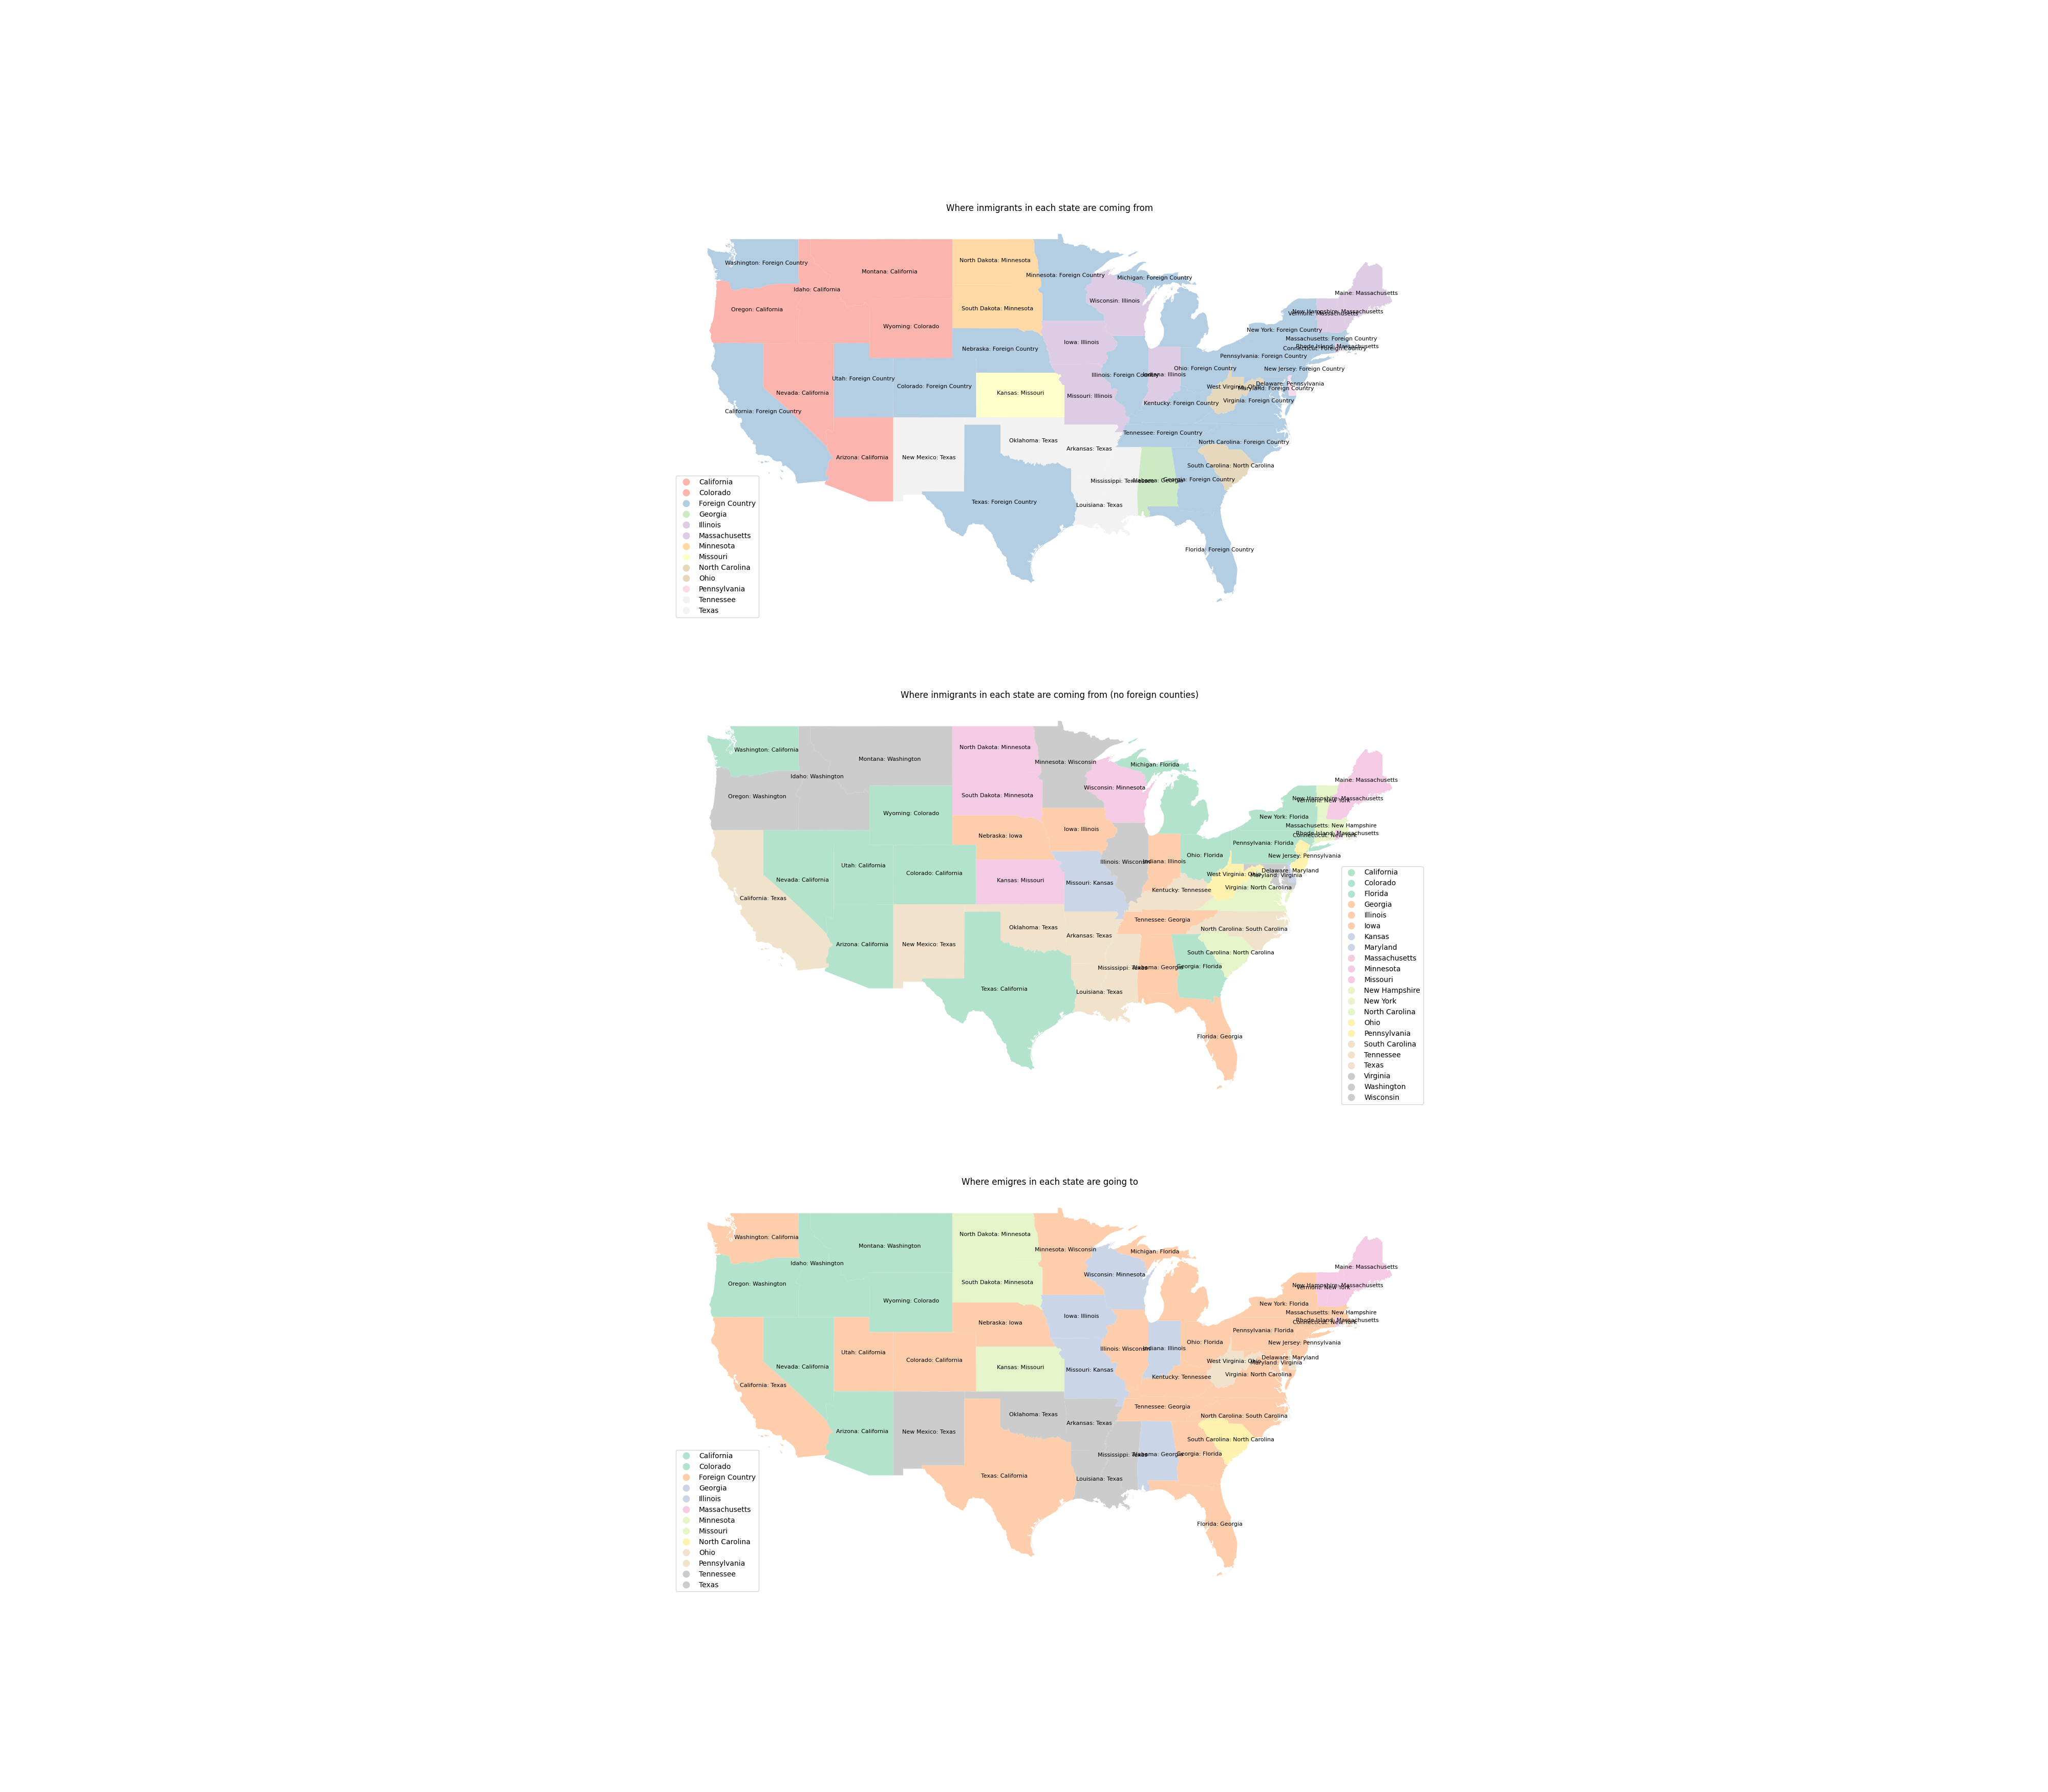 Where inmigrants in each state are coming from
Washington: Foreign Country
Montana: California
North Dakota: Minnesota
Minnesota: Foreign Country
Michigan: Foreign Country
Idaho: California
Maine: Massachusetts
Wisconsin: Illinois
Oregon: California
South Dakota: Minnesota
New Hampshire: Massachusetts
Vermont: Massachusetts
Wyoming: Colorado
New York: Foreign Country
Massachusetts: Foreign Country
Iowa: Illinois
Rhode Island: Massachusetts
Connecticut: Foreign Country
Nebraska: Foreign Country
Pennsylvania: Foreign Country
Ohio: Foreign Country
New Jersey: Foreign Country
Utah: Foreign Country
Illinois: Foreign Country
Indiana: Illinois
Colorado: Foreign Country
Delaware: Pennsylvania
West Virginia: Ohio
Maryland: Foreign Country
Nevada: California
Kansas: Missouri
Missouri: Illinois
Virginia: Foreign Country
Kentucky: Foreign Country
California: Foreign Country
Tennessee: Foreign Country
Oklahoma: Texas
North Carolina: Foreign Country
Arkansas: Texas
Arizona: California
New Mexico: Texas
South Carolina: North Carolina
Mississippi: Tennessee
Alabama: Georgia
Georgia: Foreign Country
Texas: Foreign Country
Louisiana: Texas
Florida: Foreign Country
California
Colorado
Foreign Country
Georgia
Illinois
Massachusetts
Minnesota
Missouri
North Carolina
Ohio
Pennsylvania
Tennessee
Texas
Where inmigrants in each state are coming from (no foreign counties)
Washington: California
Montana: Washington
North Dakota: Minnesota
Minnesota: Wisconsin
Michigan: Florida
Idaho: Washington
Maine: Massachusetts
Wisconsin: Minnesota
Oregon: Washington
South Dakota: Minnesota
New Hampshire: Massachusetts
Vermont: New York
Wyoming: Colorado
New York: Florida
Massachusetts: New Hampshire
Iowa: Illinois
Rhode Island: Massachusetts
Connecticut: New York
Nebraska: Iowa
Pennsylvania: Florida
Ohio: Florida
New Jersey: Pennsylvania
Utah: California
Illinois: Wisconsin
Indiana: Illinois
Colorado: California
Delaware: Maryland
West Virginia: Ohio
Maryland: Virginia
Nevada: California
Kansas: Missouri
Missouri: Kansas
Virginia: North Carolina
Kentucky: Tennessee
California: Texas
Tennessee: Georgia
Oklahoma: Texas
North Carolina: South Carolina
Arkansas: Texas
Arizona: California
New Mexico: Texas
South Carolina: North Carolina
Mississippi: Texas
Alabama: Georgia
Georgia: Florida
Texas: California
Louisiana: Texas
Florida: Georgia
California
Colorado
Florida
Georgia
Illinois
Iowa
Kansas
Maryland
Massachusetts
Minnesota
Missouri
New Hampshire
New York
North Carolina
Ohio
Pennsylvania
South Carolina
Tennessee
Texas
Virginia
Washington
Wisconsin
Where emigres in each state are going to
Washington: California
Montana: Washington
North Dakota: Minnesota
Minnesota: Wisconsin
Michigan: Florida
Idaho: Washington
Maine: Massachusetts
Wisconsin: Minnesota
Oregon: Washington
South Dakota: Minnesota
New Hampshire: Massachusetts
Vermont: New York
Wyoming: Colorado
New York: Florida
Massachusetts: New Hampshire
Iowa: Illinois
Rhode Island: Massachusetts
Connecticut: New York
Nebraska: Iowa
Pennsylvania: Florida
Ohio: Florida
New Jersey: Pennsylvania
Utah: California
Illinois: Wisconsin
Indiana: Illinois
Colorado: California
Delaware: Maryland
West Virginia: Ohio
Maryland: Virginia
Nevada: California
Kansas: Missouri
Missouri: Kansas
Virginia: North Carolina
Kentucky: Tennessee
California: Texas
Tennessee: Georgia
Oklahoma: Texas
North Carolina: South Carolina
Arkansas: Texas
Arizona: California
New Mexico: Texas
South Carolina: North Carolina
Mississippi: Texas
Alabama: Georgia
Georgia: Florida
Texas: California
Louisiana: Texas
Florida: Georgia
California
Colorado
Foreign Country
Georgia
Illinois
Massachusetts
Minnesota
Missouri
North Carolina
Ohio
Pennsylvania
Tennessee
Texas